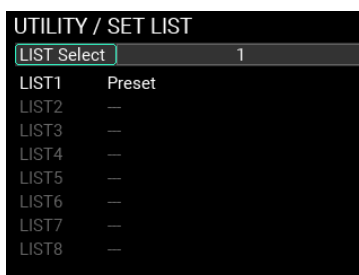 UTILITY / SET LIST
LIST Select 1
LIST1 Preset
LIST2 ---
LIST3 ---
LIST4 ---
LIST5 ---
LIST6 ---
LIST7 ---
LIST8 ---